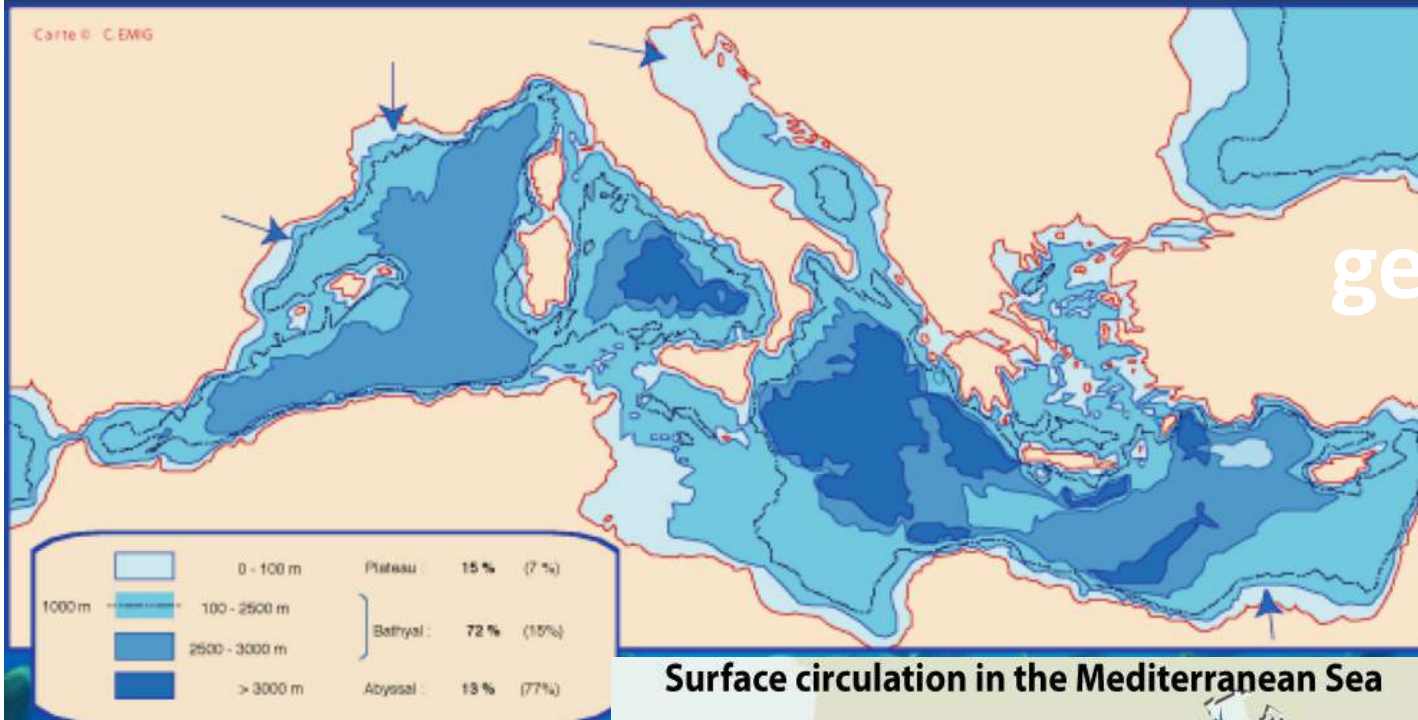 Carte © C.EMIG
ge
0 - 100 m Plateau : 15 % (7 %)
1000 m 100 - 2500 m
Bathyal : 72 % (15%)
2500 - 3000 m
> 3000 m Abyssal : 13 % (77%)
Surface circulation in the Mediterranean Sea